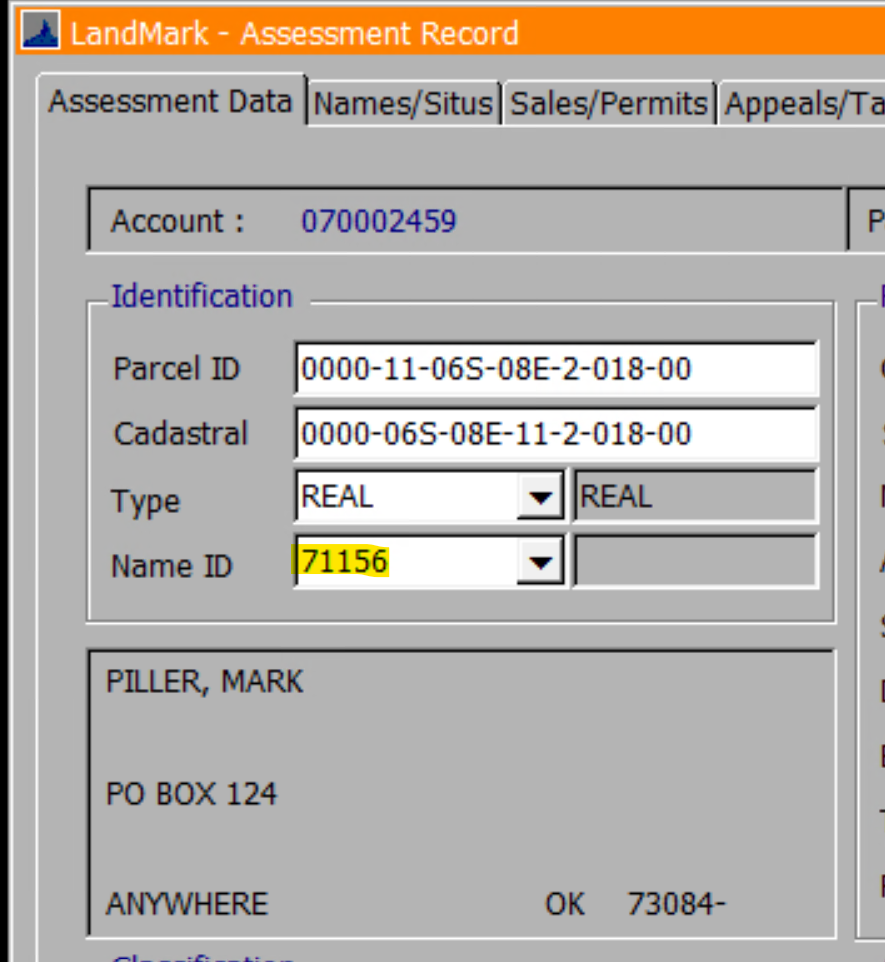 LandMark - Assessment Record
Assessment Data Names/Situs Sales/Permits Appeals/Ta
Account : 070002459 P
Identification
Parcel ID 0000-11-06S-08E-2-018-00
Cadastral 0000-06S-08E-11-2-018-00
Type REAL REAL
Name ID 71156
PILLER, MARK
PO BOX 124
ANYWHERE OK 73084-
Classification